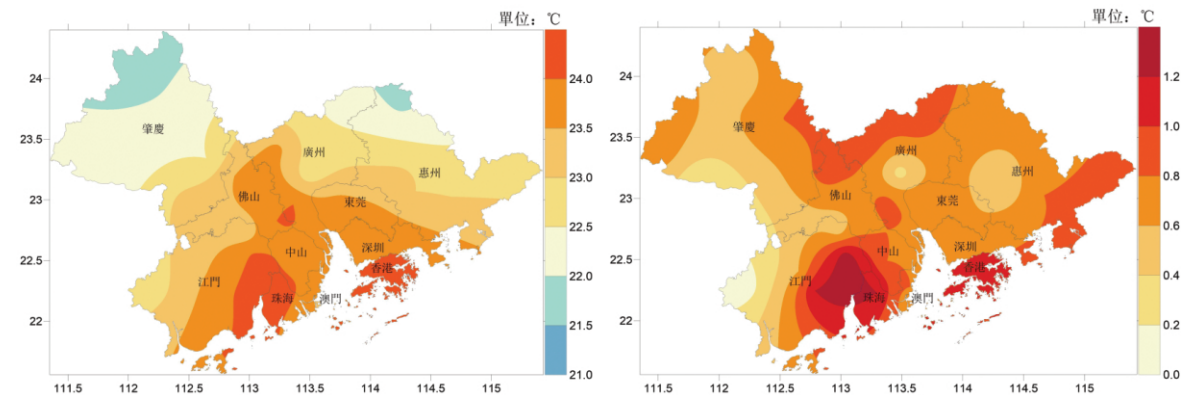 單位：℃
24
23.5
23
22.5
22
111.5
112
112.5
113
113.5
114
114.5
115
肇慶
廣州
惠州
佛山
東莞
中山
深圳
江門
香港
珠海
澳門
24.0
23.5
23.0
22.5
22.0
21.5
21.0
單位：℃
24
23.5
23
22.5
22
111.5
112
112.5
113
113.5
114
114.5
115
肇慶
廣州
惠州
佛山
東莞
中山
深圳
江門
香港
珠海
澳門
1.2
1.0
0.8
0.6
0.4
0.2
0.0